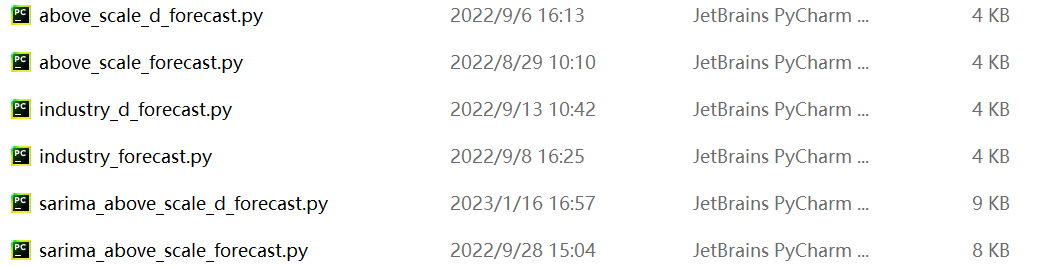 above_scale_d_forecast.py 2022/9/6 16:13 JetBrains PyCharm ... 4 KB
above_scale_forecast.py 2022/8/29 10:10 JetBrains PyCharm ... 4 KB
industry_d_forecast.py 2022/9/13 10:42 JetBrains PyCharm ... 4 KB
industry_forecast.py 2022/9/8 16:25 JetBrains PyCharm ... 4 KB
sarima_above_scale_d_forecast.py 2023/1/16 16:57 JetBrains PyCharm ... 9 KB
sarima_above_scale_forecast.py 2022/9/28 15:04 JetBrains PyCharm ... 8 KB